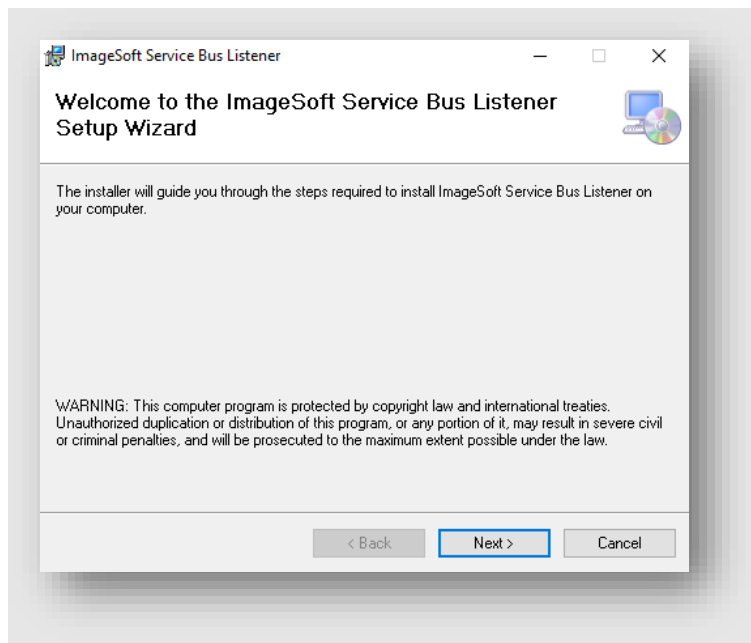 ImageSoft Service Bus Listener
Welcome to the ImageSoft Service Bus Listener
Setup Wizard
The installer will guide you through the steps required to install ImageSoft Service Bus Listener on
your computer.
WARNING: This computer program is protected by copyright law and international treaties.
Unauthorized duplication or distribution of this program, or any portion of it, may result in severe civil
or criminal penalties, and will be prosecuted to the maximum extent possible under the law.
< Back Next > Cancel